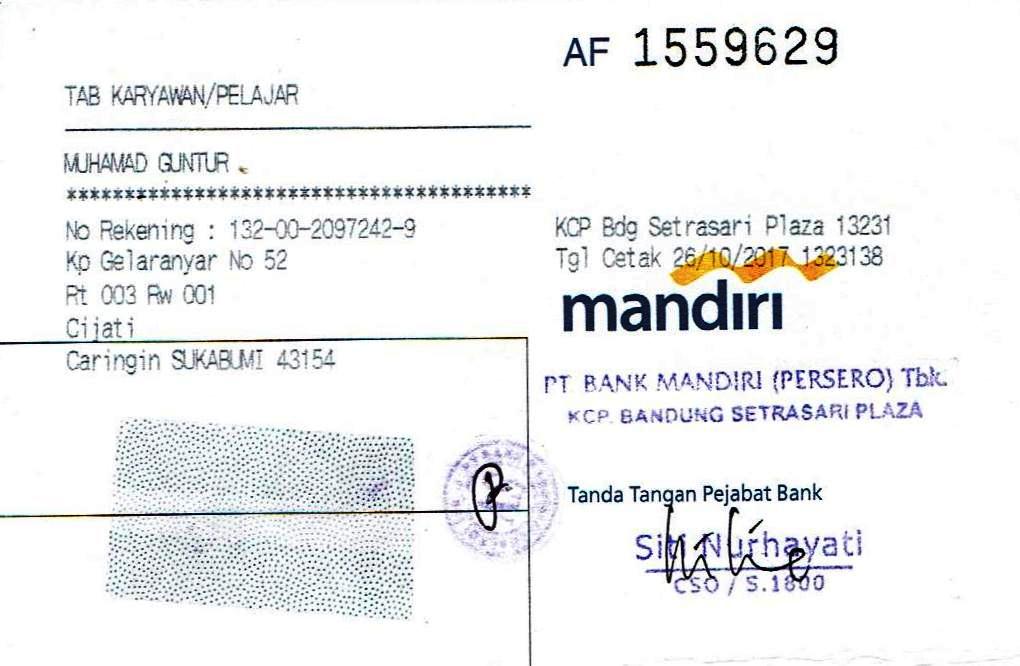 AF 1559629
TAB KARYAWAN/PELAJAR
MUHAMAD GUNTUR
****************************************
No Rekening : 132-00-2097242-9
Kp Gelaranyar No 52
Rt 003 Rw 001
Cijati
Caringin SUKABUMI 43154
KCP Bdg Setrasari Plaza 13231
Tgl Cetak 26/10/2017 1323138
mandiri
PT BANK MANDIRI (PERSERO) Tbk.
KCP. BANDUNG SETRASARI PLAZA
Tanda Tangan Pejabat Bank
Siti Nurhayati
CSO / S.1800